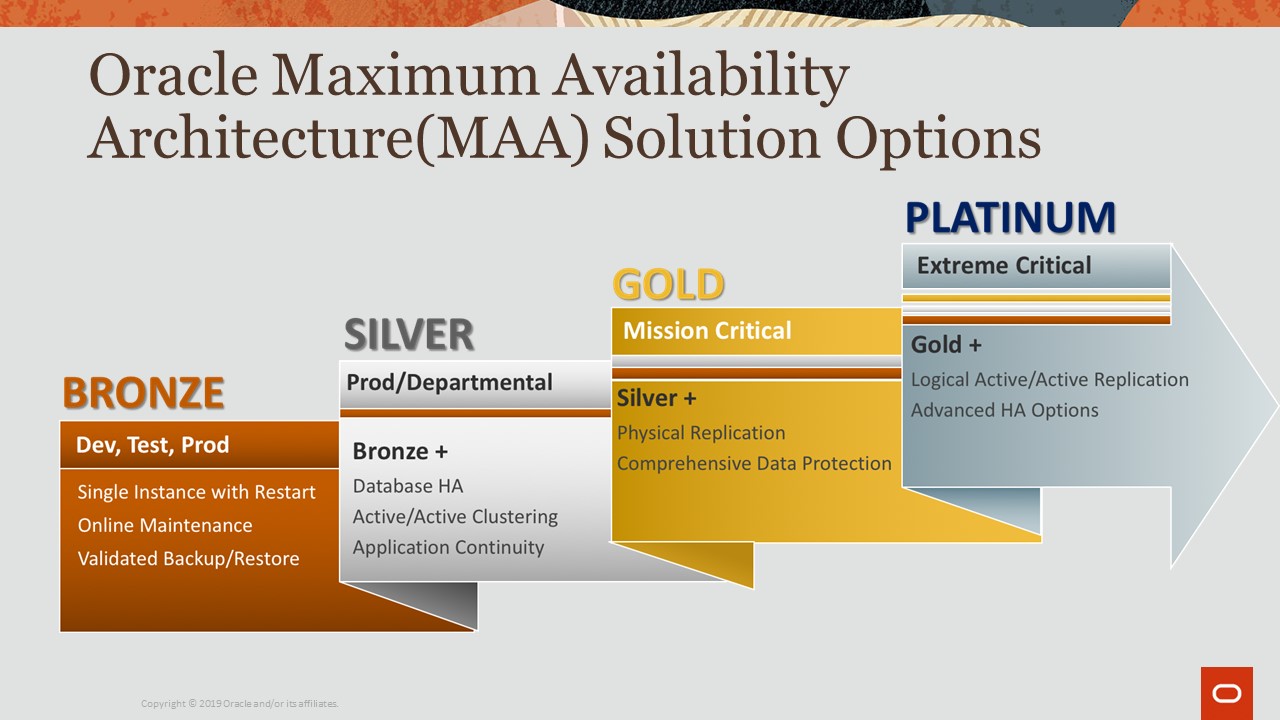 Oracle Maximum Availability
Architecture(MAA) Solution Options
BRONZE
Dev, Test, Prod
Single Instance with Restart
Online Maintenance
Validated Backup/Restore
SILVER
Prod/Departmental
Bronze +
Database HA
Active/Active Clustering
Application Continuity
GOLD
Mission Critical
Silver +
Physical Replication
Comprehensive Data Protection
PLATINUM
Extreme Critical
Gold +
Logical Active/Active Replication
Advanced HA Options
Copyright © 2019 Oracle and/or its affiliates.